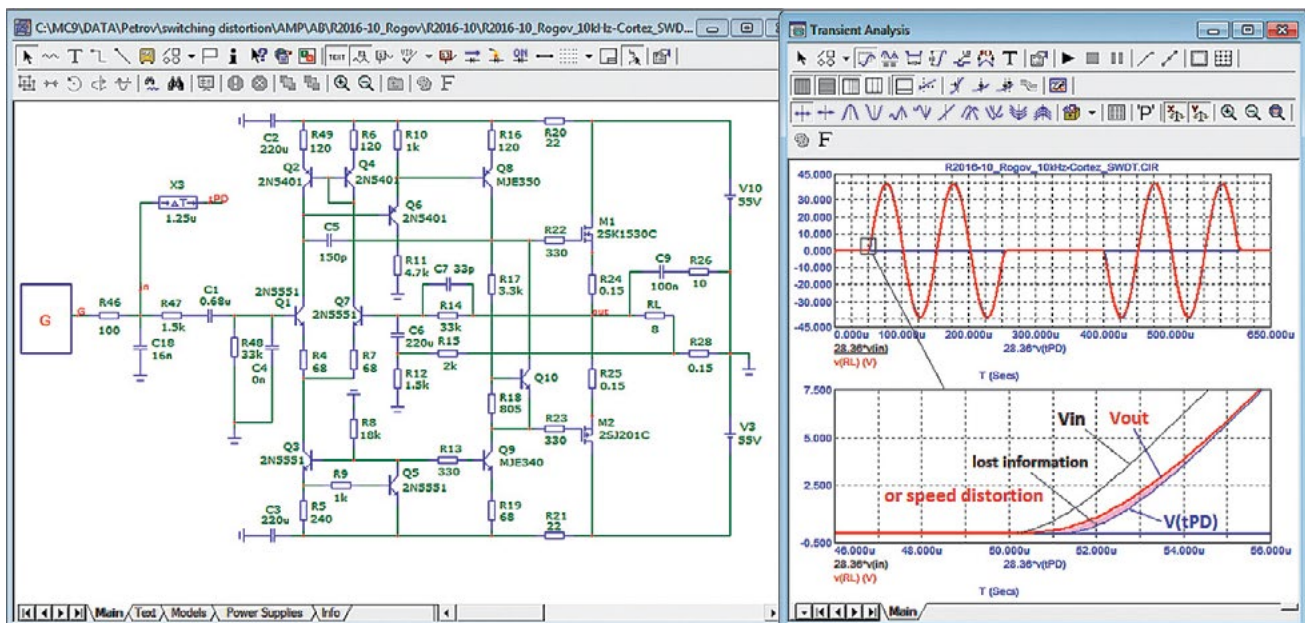 C:\MC9\DATA\Petrov\switching distortion\AMP\AB\R2016-10_Rogov\R2016-10\R2016-10_Rogov_10kHz-Cortez_SWD...
TEXT
F
C2
220u
R49
120
R6
120
R10
1k
R16
120
R20
22
Q2
2N5401
Q4
2N5401
Q8
MJE350
V10
55V
X3
ΔT
tPD
1.25u
Q6
2N5401
M1
2SK1530C
C5
150p
R22
330
R11
4.7k
C7 33p
R17
3.3k
R24
0.15
C9
100n
R26
10
G
G
R46
100
in
R47
1.5k
C1
0.68u
2N5551
Q1
Q7
2N5551
R14
33k
out
RL
8
C18
16n
R48
33k
C4
0n
R4
68
R7
68
C6
220u
R15
2k
R12
1.5k
R28
0.15
Q10
R25
0.15
R18
805
R8
18k
R23
330
M2
2SJ201C
V3
55V
Q3
2N5551
R9
1k
Q5
2N5551
R13
330
Q9
MJE340
R5
240
R19
68
C3
220u
R21
22
Main Text Models Power Supplies Info
Transient Analysis
T
'P'
F
R2016-10_Rogov_10kHz-Cortez_SWDT.CIR
45.000
30.000
20.000
10.000
0.000
-10.000
-20.000
-30.000
-45.000
0.000u 100.000u 200.000u 500.000u 650.000u
28.36*v(in) 28.36*v(tPD)
v(RL) (V)
T (Secs)
7.500
5.000
2.500
-0.500
Vin
Vout
lost information
or speed distortion
V(tPD)
46.000u 48.000u 50.000u 52.000u 54.000u 56.000u
28.36*v(in) 28.36*v(tPD)
v(RL) (V)
T (Secs)
Main